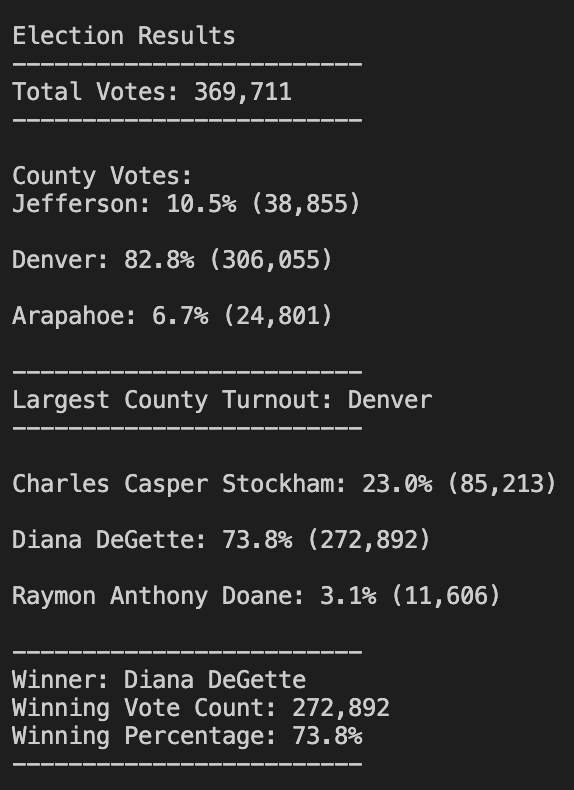 Election Results
-------------------------
Total Votes: 369,711
-------------------------
County Votes:
Jefferson: 10.5% (38,855)
Denver: 82.8% (306,055)
Arapahoe: 6.7% (24,801)
-------------------------
Largest County Turnout: Denver
-------------------------
Charles Casper Stockham: 23.0% (85,213)
Diana DeGette: 73.8% (272,892)
Raymon Anthony Doane: 3.1% (11,606)
-------------------------
Winner: Diana DeGette
Winning Vote Count: 272,892
Winning Percentage: 73.8%
-------------------------